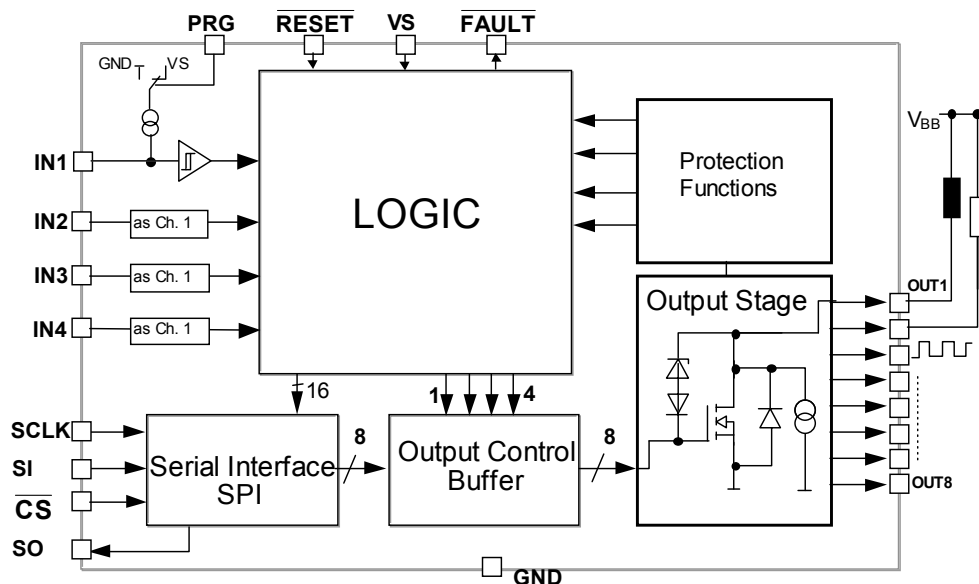 PRG
RESET
VS
FAULT
GND
VS
VBB
IN1
LOGIC
Protection
Functions
IN2
as Ch. 1
IN3
as Ch. 1
IN4
as Ch. 1
OUT1
Output Stage
16
1
4
SCLK
SI
CS
SO
Serial Interface
SPI
8
Output Control
Buffer
8
OUT8
GND